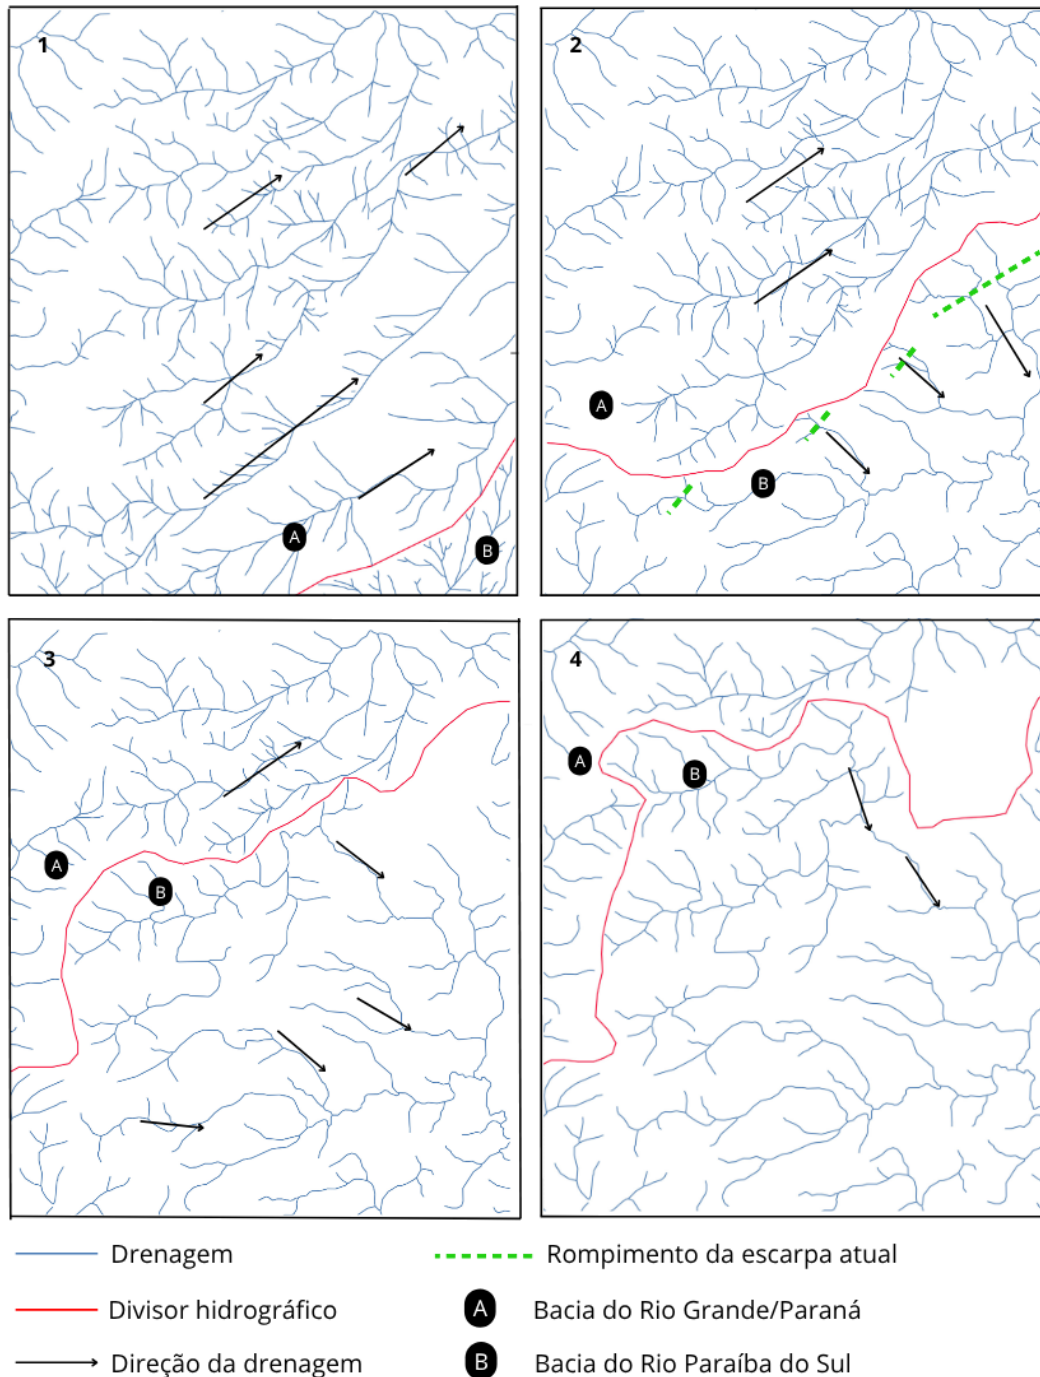 1
2
A
B
A
B
3
4
A
B
A
B
Drenagem
Rompimento da escarpa atual
Divisor hidrográfico
A Bacia do Rio Grande/Paraná
Direção da drenagem
B Bacia do Rio Paraíba do Sul